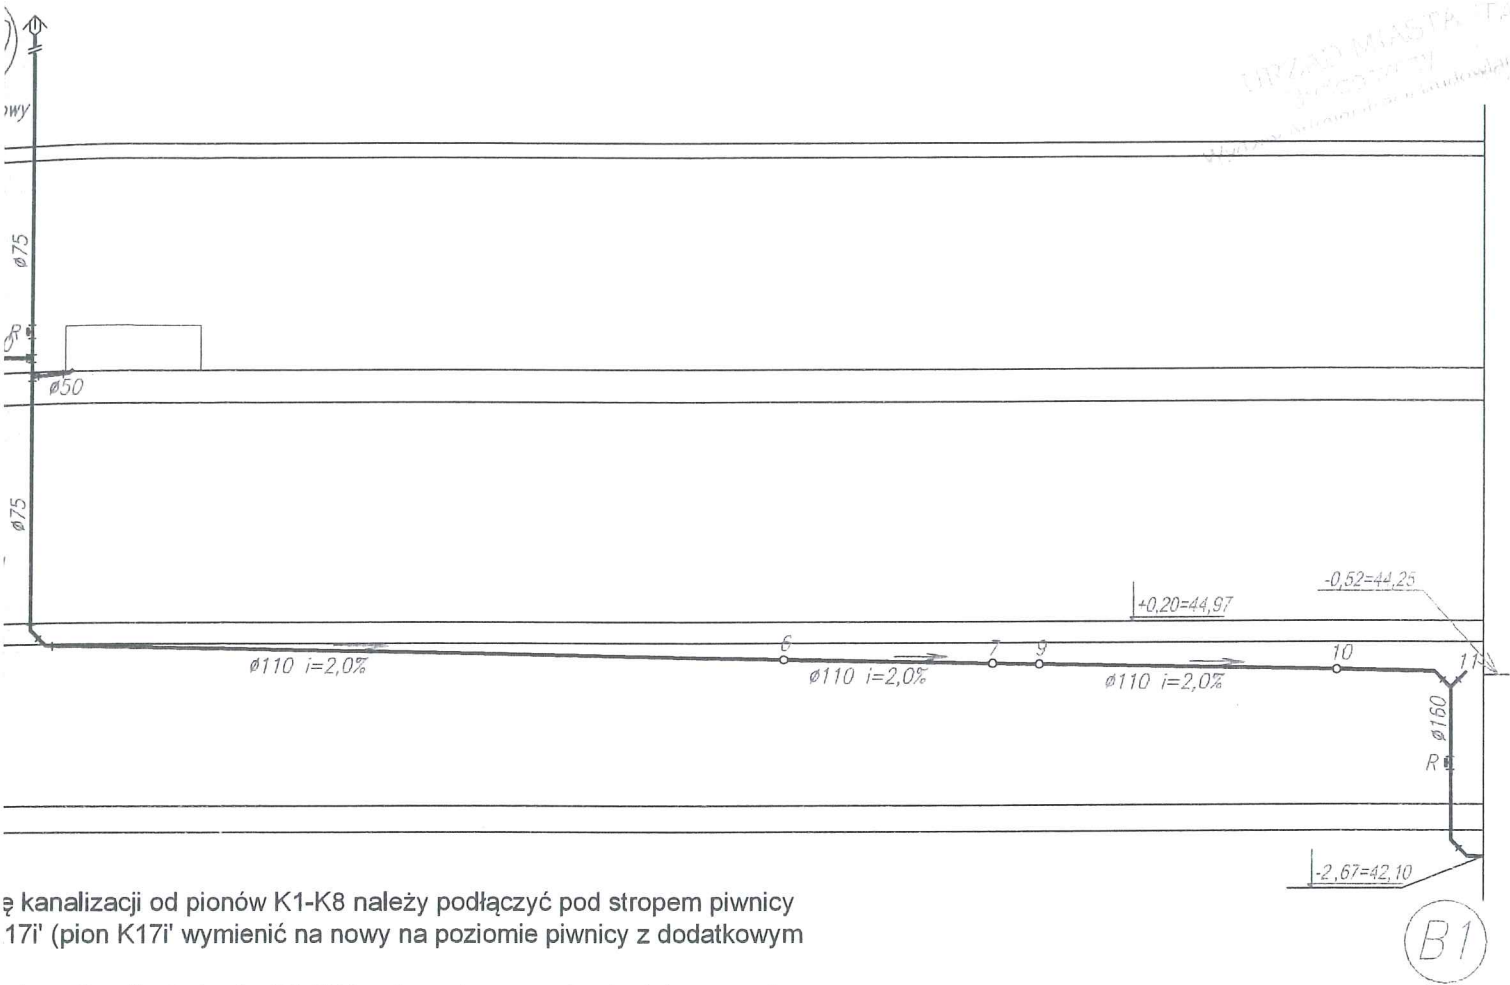 owy
ø75
R
ø50
ø75
+0,20=44,97
-0,52=44,25
6
7
9
10
11
ø110 i=2,0%
ø110 i=2,0%
ø110 i=2,0%
ø160
R
-2,67=42,10
ę kanalizacji od pionów K1-K8 należy podłączyć pod stropem piwnicy
17i' (pion K17i' wymienić na nowy na poziomie piwnicy z dodatkowym
B1